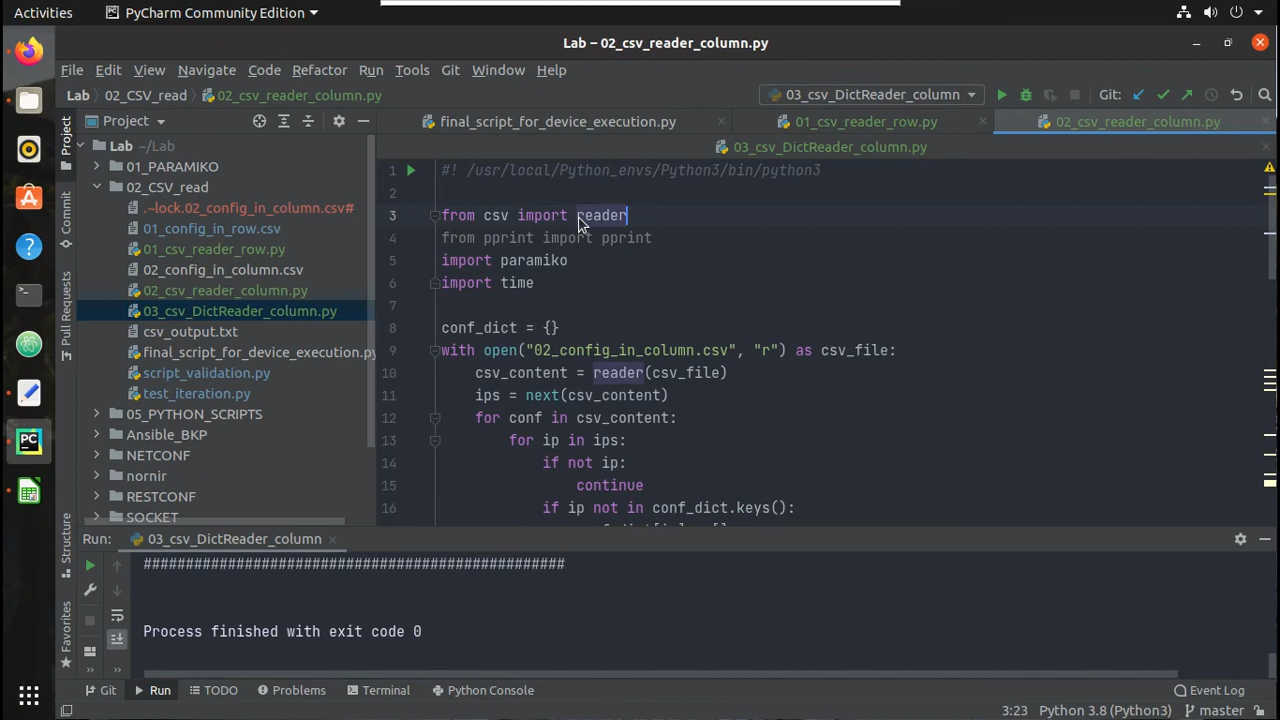 Activities PyCharm Community Edition
Lab – 02_csv_reader_column.py
File Edit View Navigate Code Refactor Run Tools Git Window Help
Lab 02_CSV_read 02_csv_reader_column.py 03_csv_DictReader_column Git:
Project final_script_for_device_execution.py 01_csv_reader_row.py 02_csv_reader_column.py
03_csv_DictReader_column.py
Project
Commit
Pull Requests
Structure
Favorites
Lab ~/Lab
01_PARAMIKO
02_CSV_read
.~lock.02_config_in_column.csv#
01_config_in_row.csv
01_csv_reader_row.py
02_config_in_column.csv
02_csv_reader_column.py
03_csv_DictReader_column.py
csv_output.txt
final_script_for_device_execution.py
script_validation.py
test_iteration.py
05_PYTHON_SCRIPTS
Ansible_BKP
NETCONF
nornir
RESTCONF
SOCKET
1 #! /usr/local/Python_envs/Python3/bin/python3
2
3 from csv import reader
4 from pprint import pprint
5 import paramiko
6 import time
7
8 conf_dict = {}
9 with open("02_config_in_column.csv", "r") as csv_file:
10 csv_content = reader(csv_file)
11 ips = next(csv_content)
12 for conf in csv_content:
13 for ip in ips:
14 if not ip:
15 continue
16 if ip not in conf_dict.keys():
Run: 03_csv_DictReader_column
##################################################
Process finished with exit code 0
Git Run TODO Problems Terminal Python Console Event Log
3:23 Python 3.8 (Python3) master